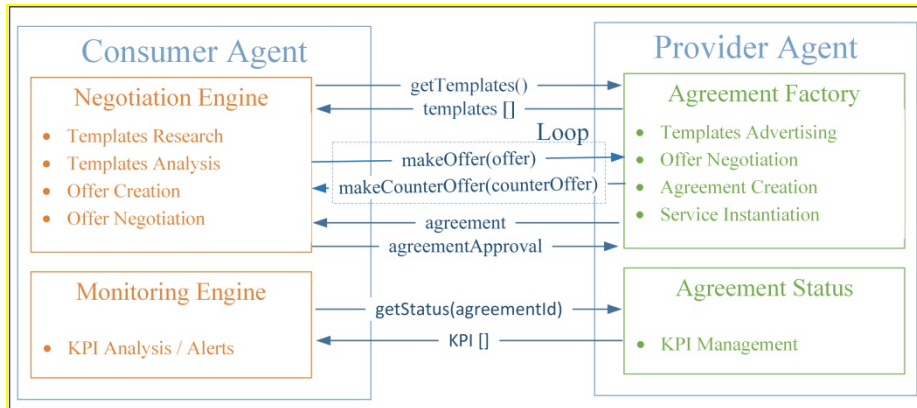 Consumer Agent
Provider Agent
Negotiation Engine
• Templates Research
• Templates Analysis
• Offer Creation
• Offer Negotiation
getTemplates()
templates []
Loop
makeOffer(offer)
makeCounterOffer(counterOffer)
agreement
agreementApproval
Agreement Factory
• Templates Advertising
• Offer Negotiation
• Agreement Creation
• Service Instantiation
Monitoring Engine
• KPI Analysis / Alerts
getStatus(agreementId)
KPI []
Agreement Status
• KPI Management